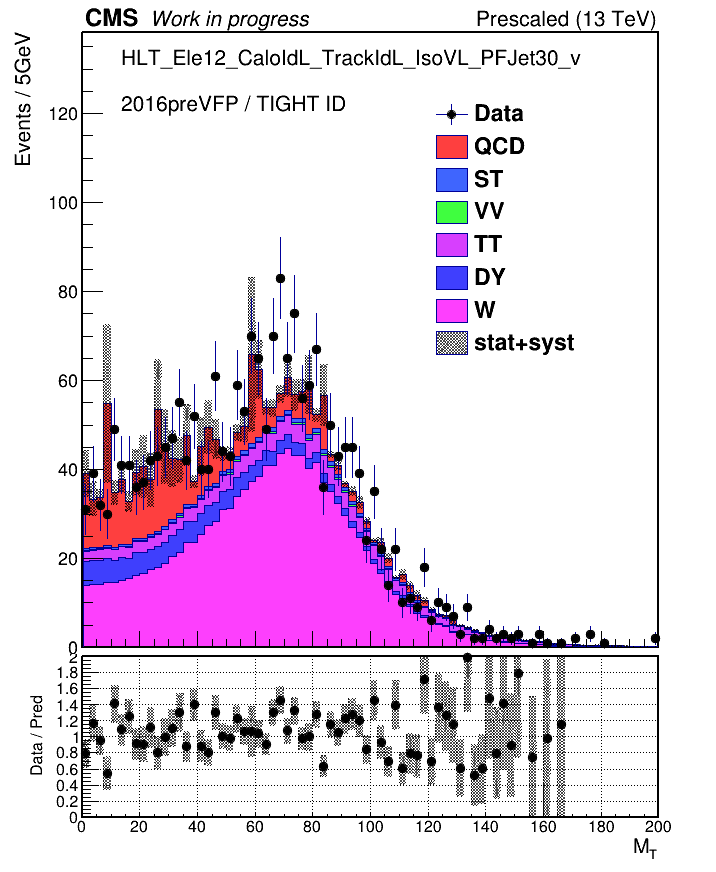 CMS Work in progress Prescaled (13 TeV)
HLT_Ele12_CaloIdL_TrackIdL_IsoVL_PFJet30_v
2016preVFP / TIGHT ID
Data
QCD
ST
VV
TT
DY
W
stat+syst
Events / 5GeV
120
100
80
60
40
20
0
Data / Pred
2
1.8
1.6
1.4
1.2
1
0.8
0.6
0.4
0.2
0
0 20 40 60 80 100 120 140 160 180 200
M_T